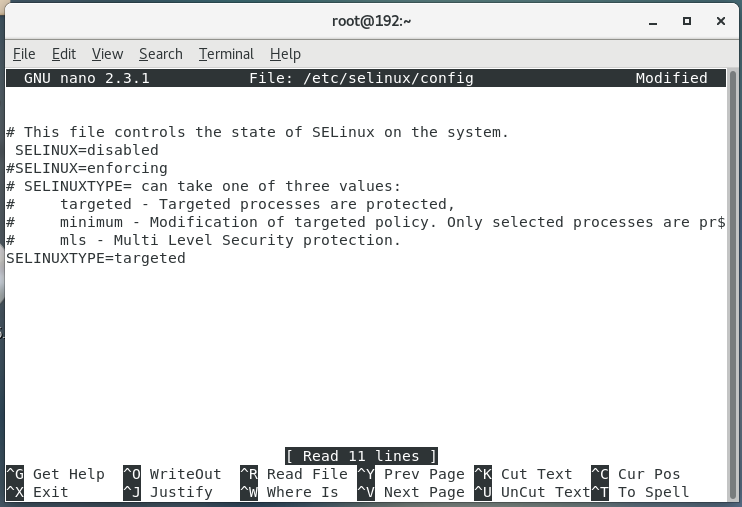 root@192:~
File Edit View Search Terminal Help
GNU nano 2.3.1 File: /etc/selinux/config Modified
# This file controls the state of SELinux on the system.
SELINUX=disabled
#SELINUX=enforcing
# SELINUXTYPE= can take one of three values:
# targeted - Targeted processes are protected,
# minimum - Modification of targeted policy. Only selected processes are pr$
# mls - Multi Level Security protection.
SELINUXTYPE=targeted
[ Read 11 lines ]
^G Get Help ^O WriteOut ^R Read File ^Y Prev Page ^K Cut Text ^C Cur Pos
^X Exit ^J Justify ^W Where Is ^V Next Page ^U UnCut Text ^T To Spell